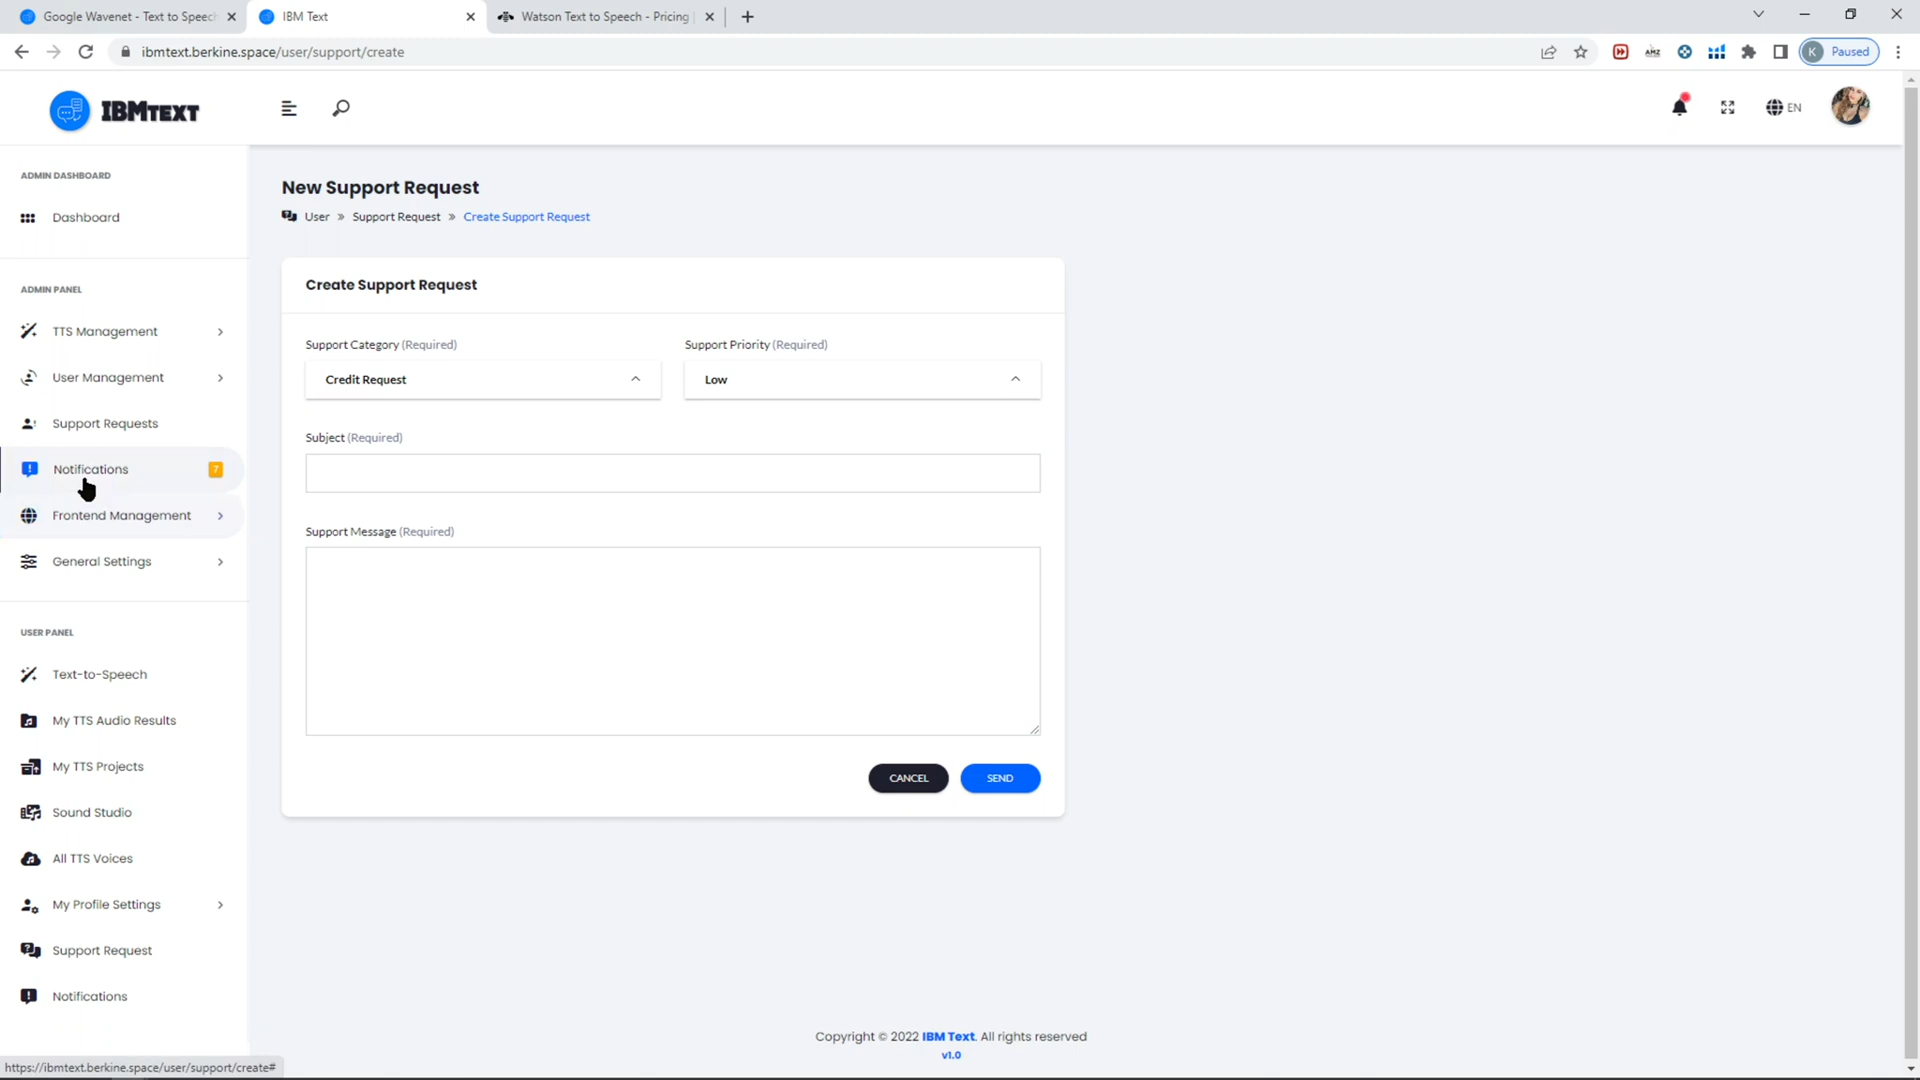 Google Wavenet - Text to Speech
IBM Text
Watson Text to Speech - Pricing
ibmtext.berkine.space/user/support/create
AMZ
K
Paused
IBMTEXT
EN
ADMIN DASHBOARD
Dashboard
ADMIN PANEL
TTS Management
User Management
Support Requests
Notifications
7
Frontend Management
General Settings
USER PANEL
Text-to-Speech
My TTS Audio Results
My TTS Projects
Sound Studio
All TTS Voices
My Profile Settings
Support Request
Notifications
New Support Request
User » Support Request » Create Support Request
Create Support Request
Support Category (Required)
Support Priority (Required)
Credit Request
Low
Subject (Required)
Support Message (Required)
CANCEL
SEND
Copyright © 2022 IBM Text. All rights reserved
v1.0
https://ibmtext.berkine.space/user/support/create#